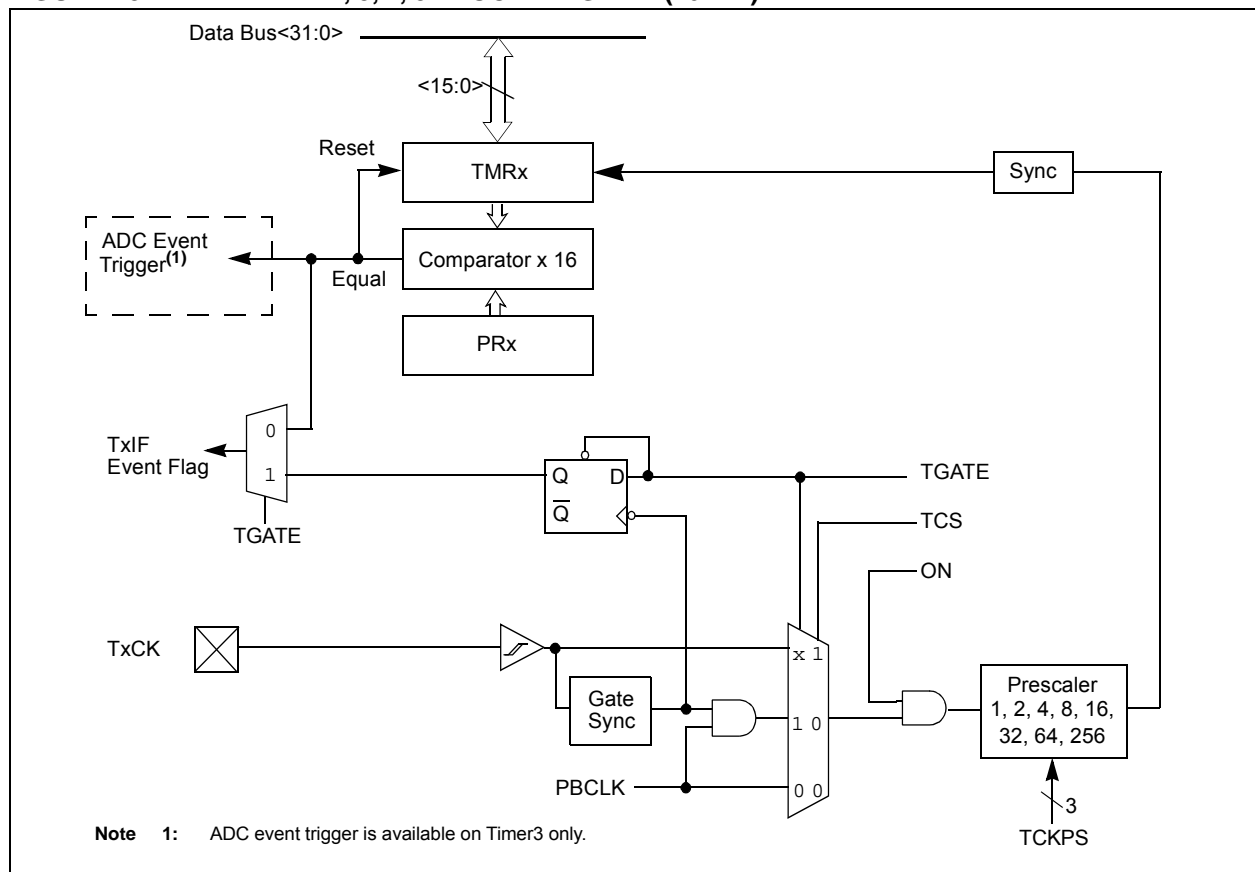 Data Bus<31:0>
<15:0>
Reset
TMRx
Sync
ADC Event
Trigger(1)
Equal
Comparator x 16
PRx
0
1
TxIF
Event Flag
TGATE
Q
D
Q
TGATE
TCS
ON
TxCK
x 1
Gate
Sync
1 0
PBCLK
0 0
Prescaler
1, 2, 4, 8, 16,
32, 64, 256
3
TCKPS
Note 1: ADC event trigger is available on Timer3 only.